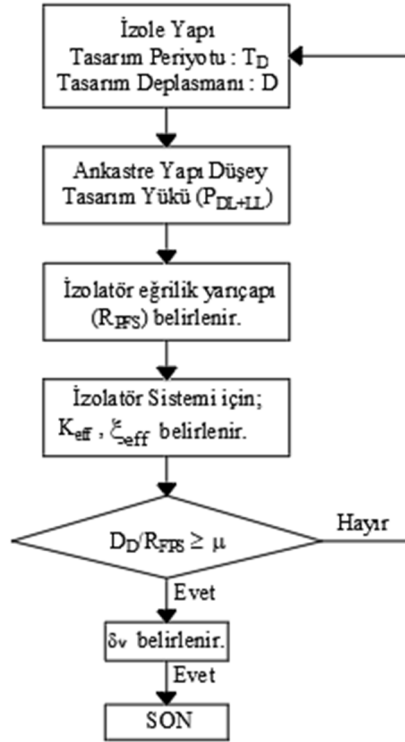 İzole Yapı
Tasarım Periyotu : T_D
Tasarım Deplasmanı : D
Ankastre Yapı Düşey
Tasarım Yükü (P_DL+LL)
İzolatör eğrilik yarıçapı
(R_PFS) belirlenir.
İzolatör Sistemi için;
K_eff , ξ_eff belirlenir.
D_D/R_FPS ≥ μ
Hayır
Evet
δ_v belirlenir.
Evet
SON